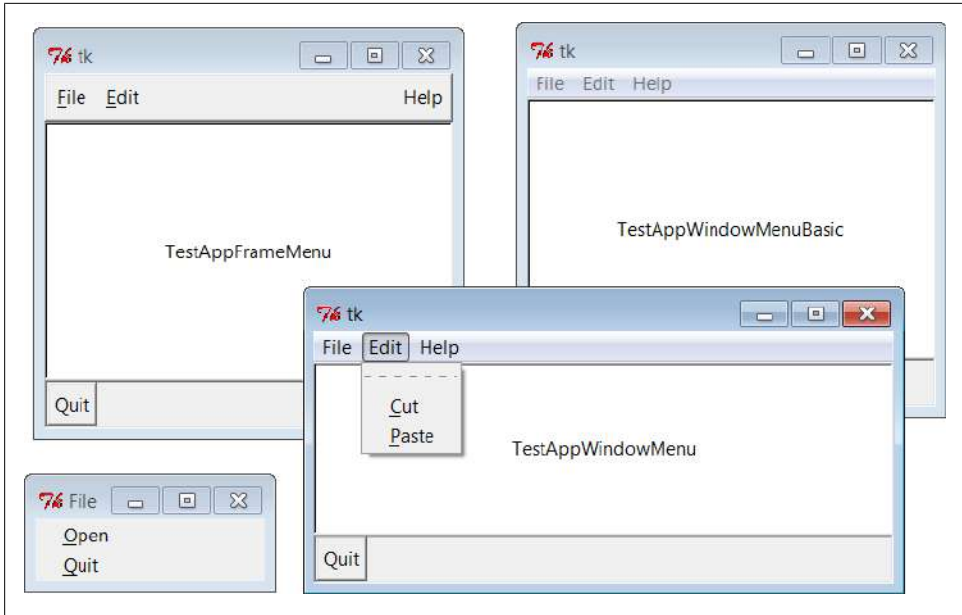 tk
File Edit Help
TestAppFrameMenu
Quit
tk
File Edit Help
TestAppWindowMenuBasic
tk
File Edit Help
Cut
Paste
TestAppWindowMenu
Quit
File
Open
Quit